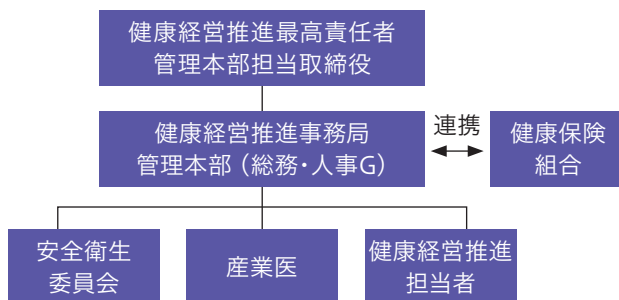 健康経営推進最高責任者
管理本部担当取締役
健康経営推進事務局
管理本部（総務・人事G）
連携
健康保険
組合
安全衛生
委員会
産業医
健康経営推進
担当者